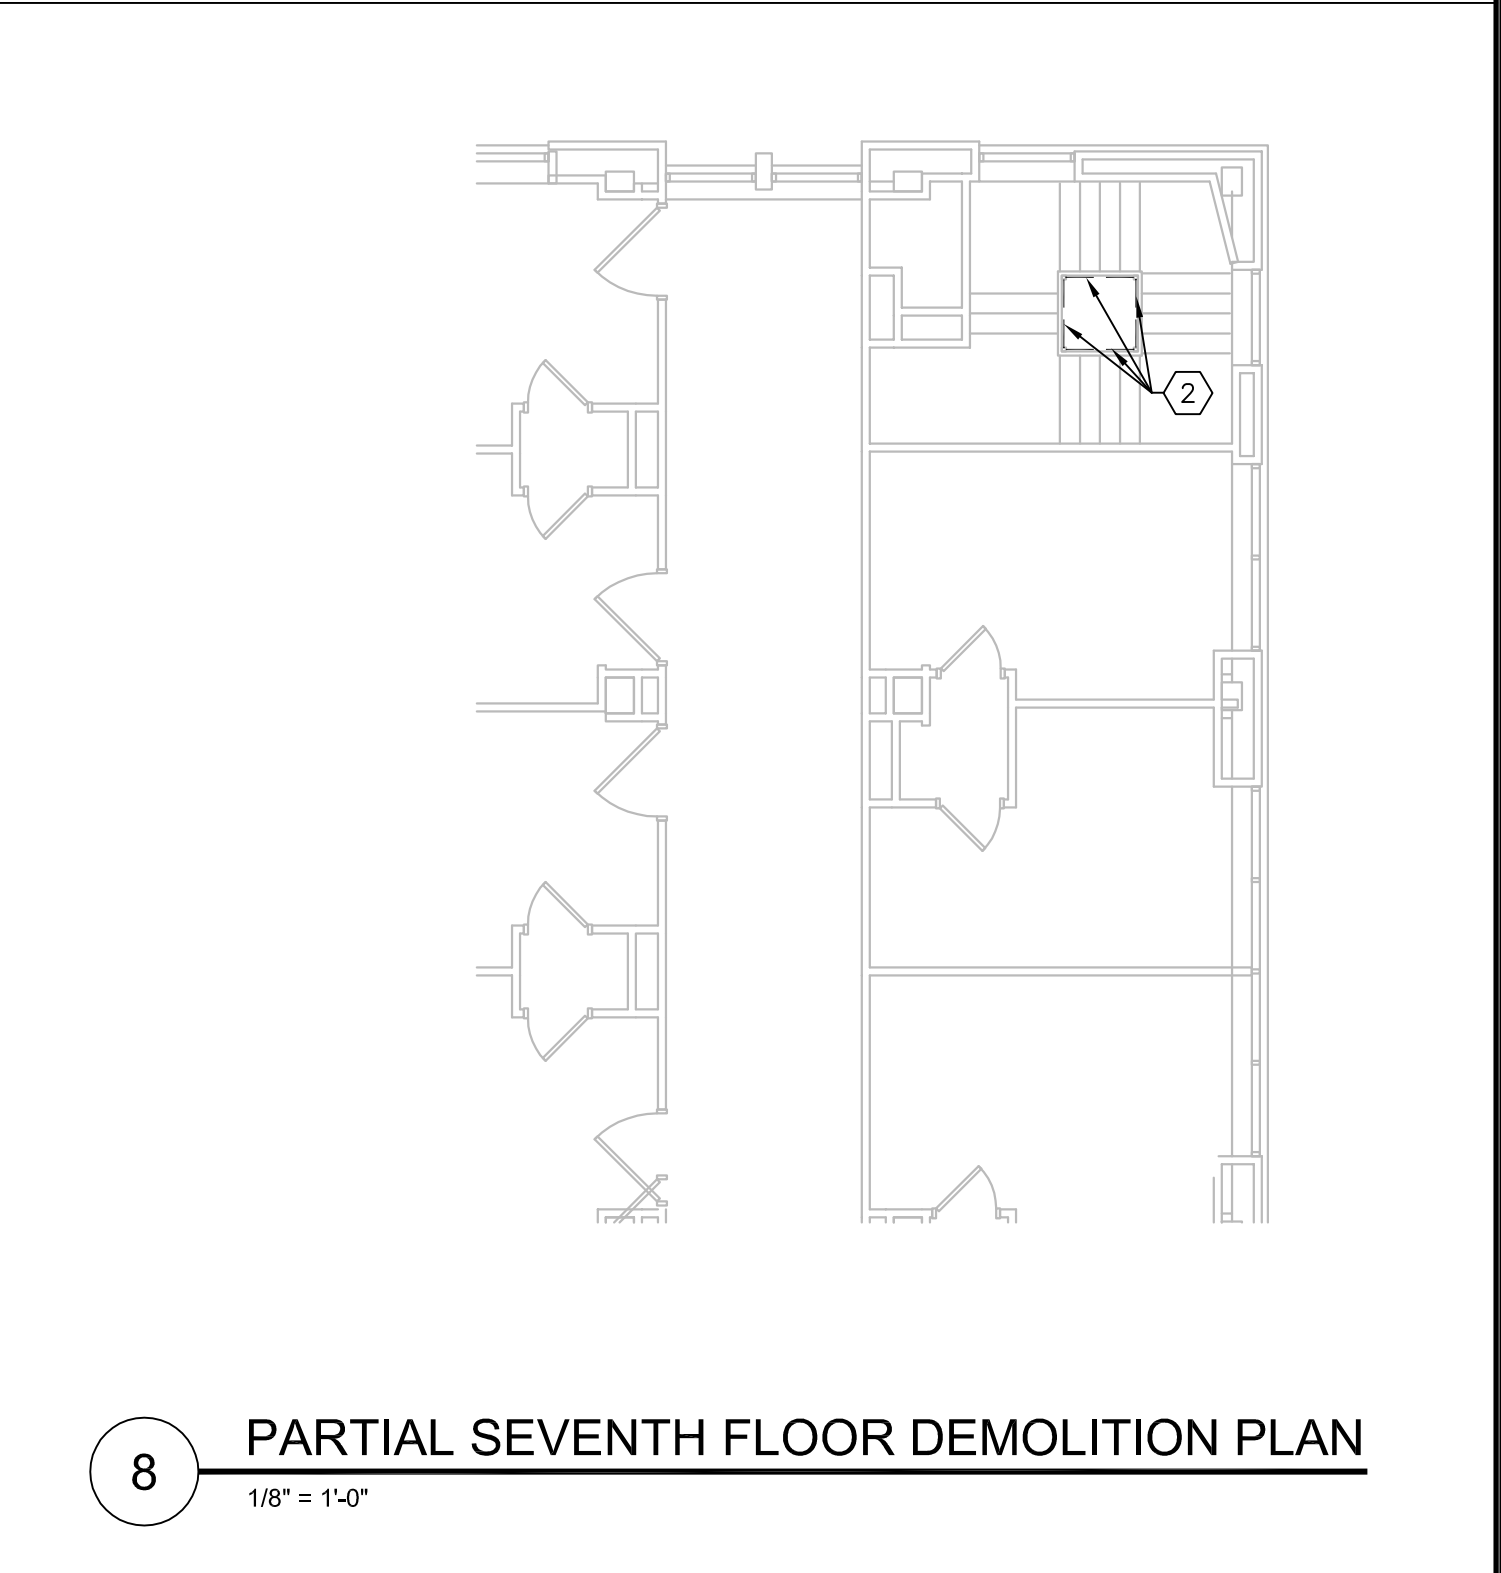 2
8
PARTIAL SEVENTH FLOOR DEMOLITION PLAN
1/8" = 1'-0"